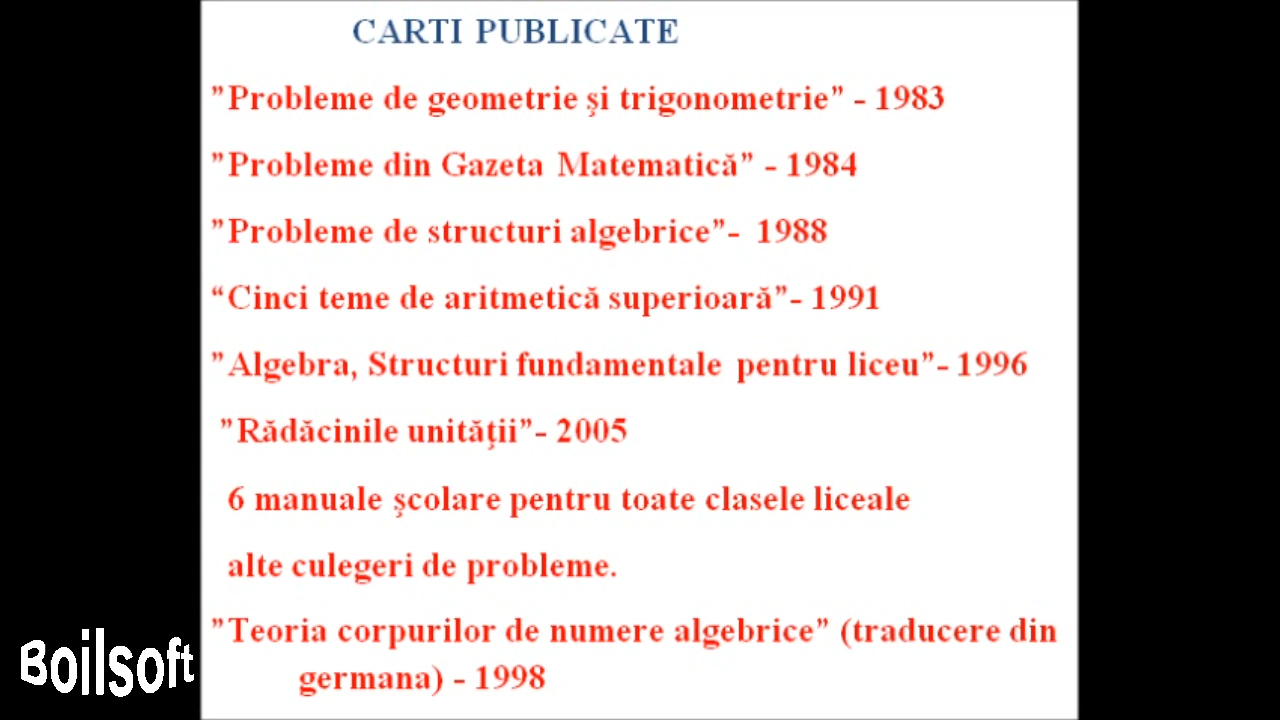 CARTI PUBLICATE
”Probleme de geometrie şi trigonometrie” - 1983
”Probleme din Gazeta Matematică” - 1984
”Probleme de structuri algebrice”- 1988
“Cinci teme de aritmetică superioară”- 1991
”Algebra, Structuri fundamentale pentru liceu”- 1996
”Rădăcinile unităţii”- 2005
6 manuale şcolare pentru toate clasele liceale
alte culegeri de probleme.
”Teoria corpurilor de numere algebrice” (traducere din
germana) - 1998
Boilsoft